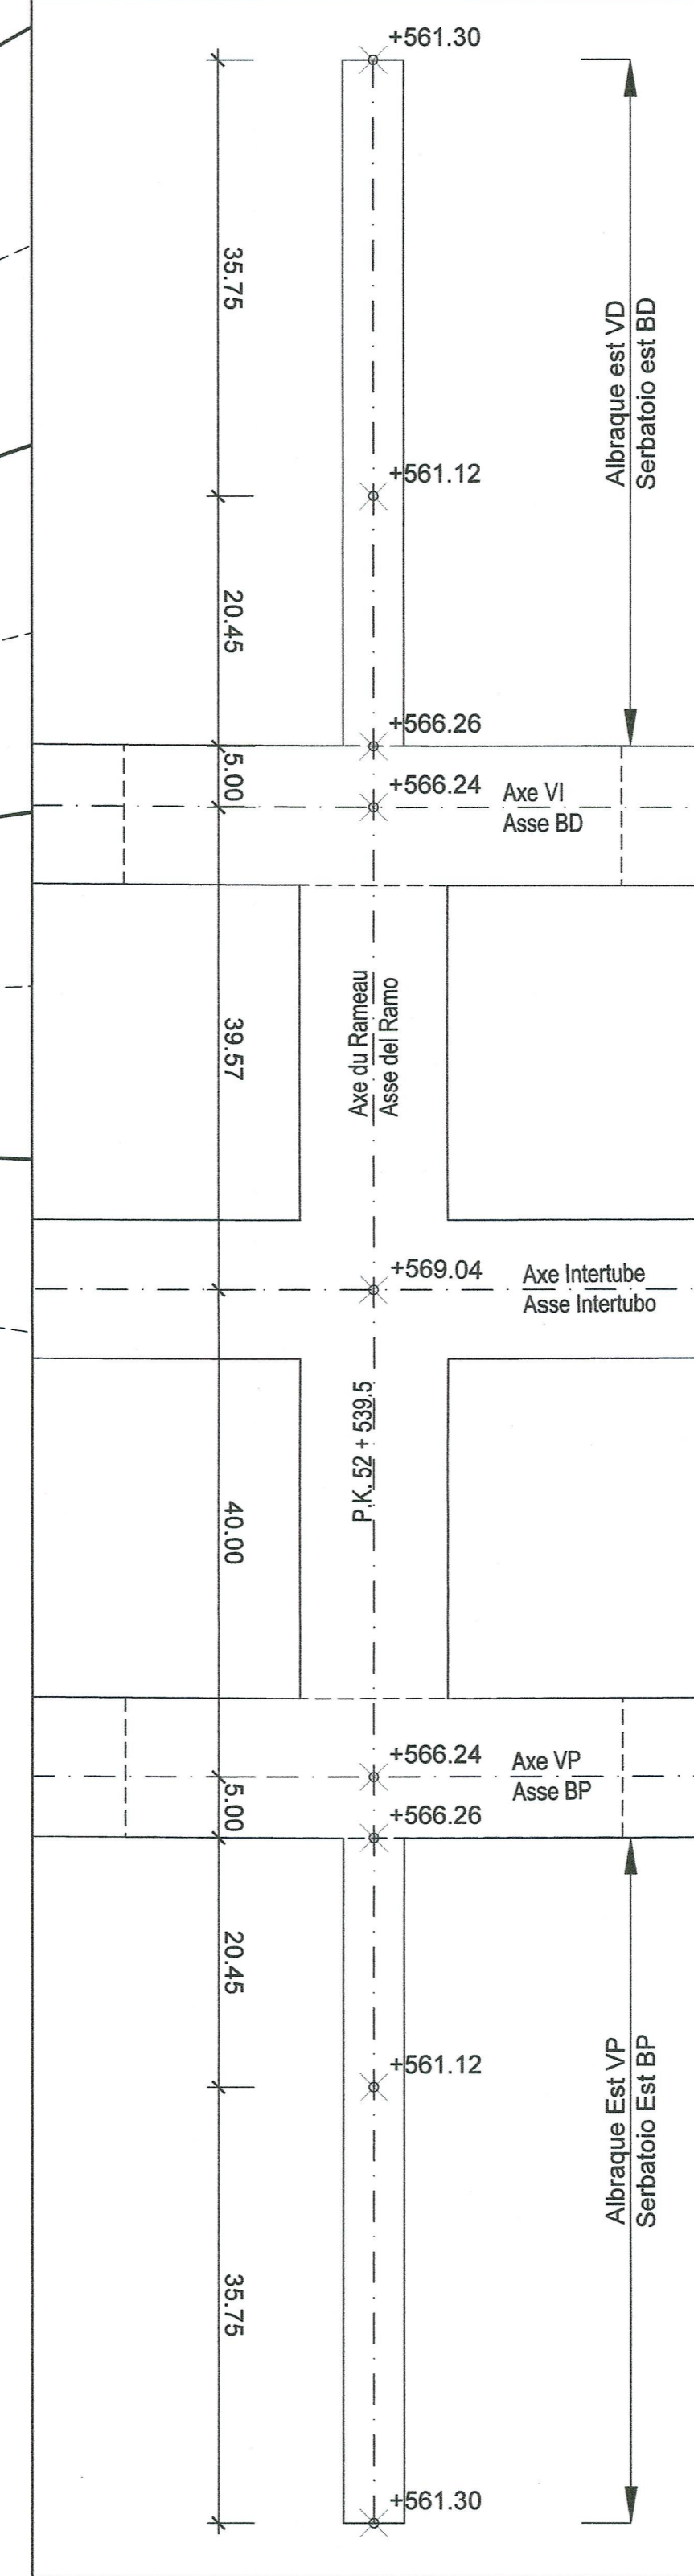 +561.30
35.75
Albraque est VD
Serbatoio est BD
+561.12
20.45
+566.26
5.00
+566.24
Axe VI
Asse BD
39.57
Axe du Rameau
Asse del Ramo
+569.04
Axe Intertube
Asse Intertubo
P.K. 52 + 539.5
40.00
+566.24
Axe VP
Asse BP
5.00
+566.26
20.45
+561.12
Albraque Est VP
Serbatoio Est BP
35.75
+561.30